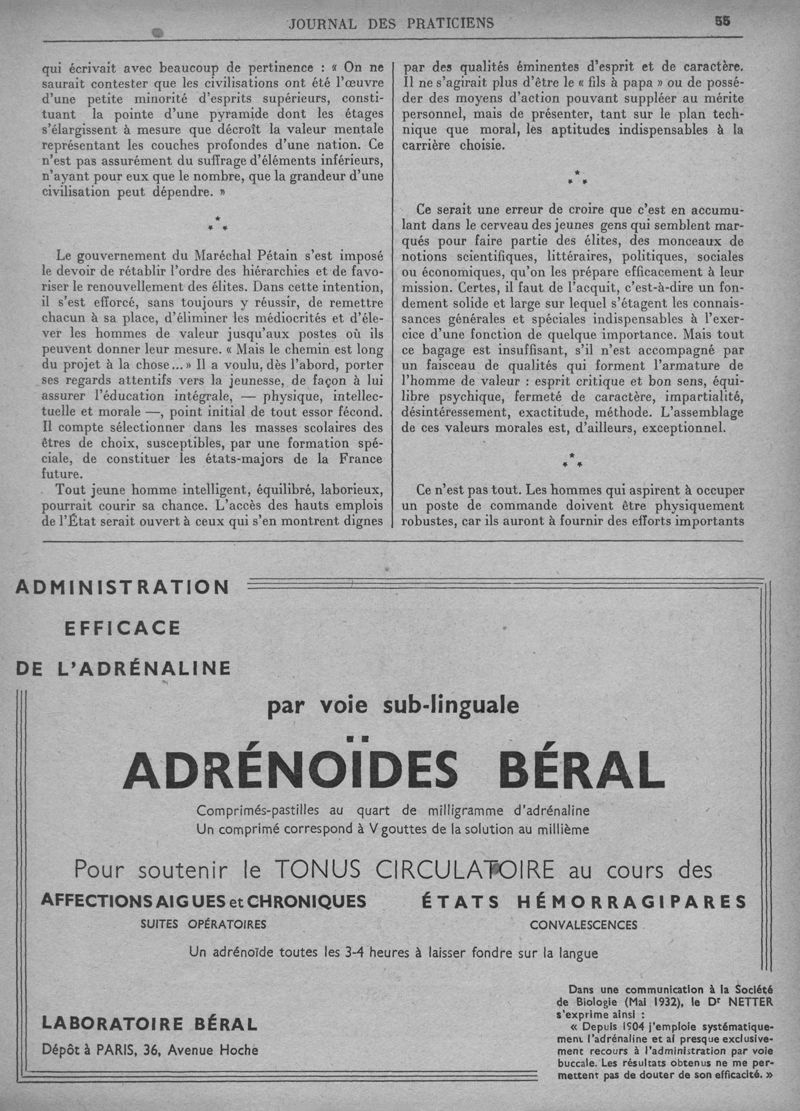 JOURNAL DES PRATICIENS
55
qui écrivait avec beaucoup de pertinence : « On ne
saurait contester que les civilisations ont été l'œuvre
d'une petite minorité d'esprits supérieurs, consti-
tuant la pointe d'une pyramide dont les étages
s'élargissent à mesure que décroît la valeur mentale
représentant les couches profondes d'une nation. Ce
n'est pas assurément du suffrage d'éléments inférieurs,
n'ayant pour eux que le nombre, que la grandeur d'une
civilisation peut dépendre. »
* * *
Le gouvernement du Maréchal Pétain s'est imposé
le devoir de rétablir l'ordre des hiérarchies et de favo-
riser le renouvellement des élites. Dans cette intention,
il s'est efforcé, sans toujours y réussir, de remettre
chacun à sa place, d'éliminer les médiocrités et d'éle-
ver les hommes de valeur jusqu'aux postes où ils
peuvent donner leur mesure. « Mais le chemin est long
du projet à la chose... » Il a voulu, dès l'abord, porter
ses regards attentifs vers la jeunesse, de façon à lui
assurer l'éducation intégrale, — physique, intellec-
tuelle et morale —, point initial de tout essor fécond.
Il compte sélectionner dans les masses scolaires des
êtres de choix, susceptibles, par une formation spé-
ciale, de constituer les états-majors de la France
future.
Tout jeune homme intelligent, équilibré, laborieux,
pourrait courir sa chance. L'accès des hauts emplois
de l'État serait ouvert à ceux qui s'en montrent dignes
par des qualités éminentes d'esprit et de caractère.
Il ne s'agirait plus d'être le « fils à papa » ou de possé-
der des moyens d'action pouvant suppléer au mérite
personnel, mais de présenter, tant sur le plan tech-
nique que moral, les aptitudes indispensables à la
carrière choisie.
* * *
Ce serait une erreur de croire que c'est en accumu-
lant dans le cerveau des jeunes gens qui semblent mar-
qués pour faire partie des élites, des monceaux de
notions scientifiques, littéraires, politiques, sociales
ou économiques, qu'on les prépare efficacement à leur
mission. Certes, il faut de l'acquit, c'est-à-dire un fon-
dement solide et large sur lequel s'étagent les connais-
sances générales et spéciales indispensables à l'exer-
cice d'une fonction de quelque importance. Mais tout
ce bagage est insuffisant, s'il n'est accompagné par
un faisceau de qualités qui forment l'armature de
l'homme de valeur : esprit critique et bon sens, équi-
libre psychique, fermeté de caractère, impartialité,
désintéressement, exactitude, méthode. L'assemblage
de ces valeurs morales est, d'ailleurs, exceptionnel.
* * *
Ce n'est pas tout. Les hommes qui aspirent à occuper
un poste de commande doivent être physiquement
robustes, car ils auront à fournir des efforts importants
ADMINISTRATION
EFFICACE
DE L'ADRÉNALINE
par voie sub-linguale
ADRÉNOÏDES BÉRAL
Comprimés-pastilles au quart de milligramme d'adrénaline
Un comprimé correspond à V gouttes de la solution au millième
Pour soutenir le TONUS CIRCULATOIRE au cours des
AFFECTIONS AIGUES et CHRONIQUES
SUITES OPÉRATOIRES
ÉTATS HÉMORRAGIPARES
CONVALESCENCES
Un adrénoïde toutes les 3-4 heures à laisser fondre sur la langue
LABORATOIRE BÉRAL
Dépôt à PARIS, 36, Avenue Hoche
Dans une communication à la Société
de Biologie (Mai 1932), le Dr NETTER
s'exprime ainsi :
« Depuis 1904 j'emploie systématique-
ment l'adrénaline et ai presque exclusive-
ment recours à l'administration par voie
buccale. Les résultats obtenus ne me per-
mettent pas de douter de son efficacité. »